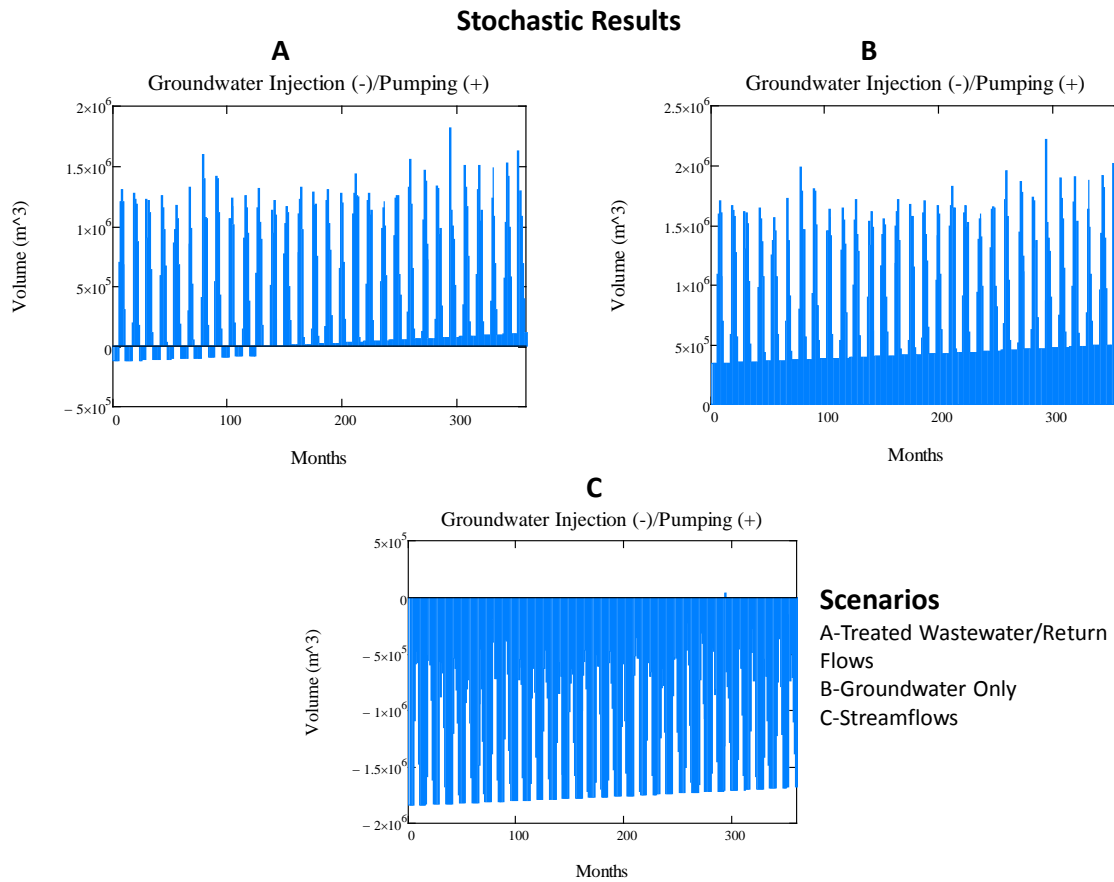 Stochastic Results
A
Groundwater Injection (-)/Pumping (+)
2×10^6
1.5×10^6
1×10^6
5×10^5
0
− 5×10^5
Volume (m^3)
0
100
200
300
Months
B
Groundwater Injection (-)/Pumping (+)
2.5×10^6
2×10^6
1.5×10^6
1×10^6
5×10^5
0
Volume (m^3)
0
100
200
300
Months
C
Groundwater Injection (-)/Pumping (+)
5×10^5
0
− 5×10^5
− 1×10^6
− 1.5×10^6
− 2×10^6
Volume (m^3)
0
100
200
300
Months
Scenarios
A-Treated Wastewater/Return
Flows
B-Groundwater Only
C-Streamflows